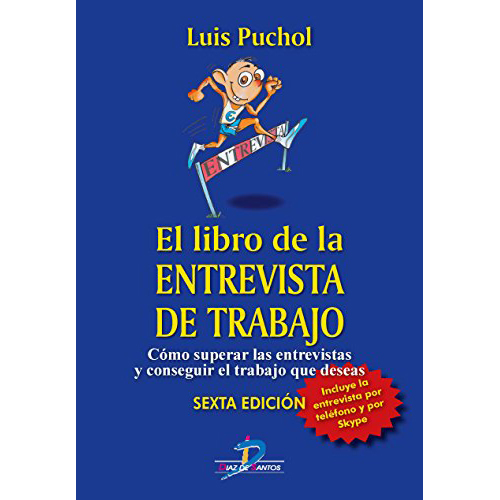 Luis Puchol
ENTREVISTA
El libro de la
ENTREVISTA
DE TRABAJO
Cómo superar las entrevistas
y conseguir el trabajo que deseas
Incluye la
entrevista por
teléfono y por
Skype
SEXTA EDICIÓN
DIAZ DE SANTOS